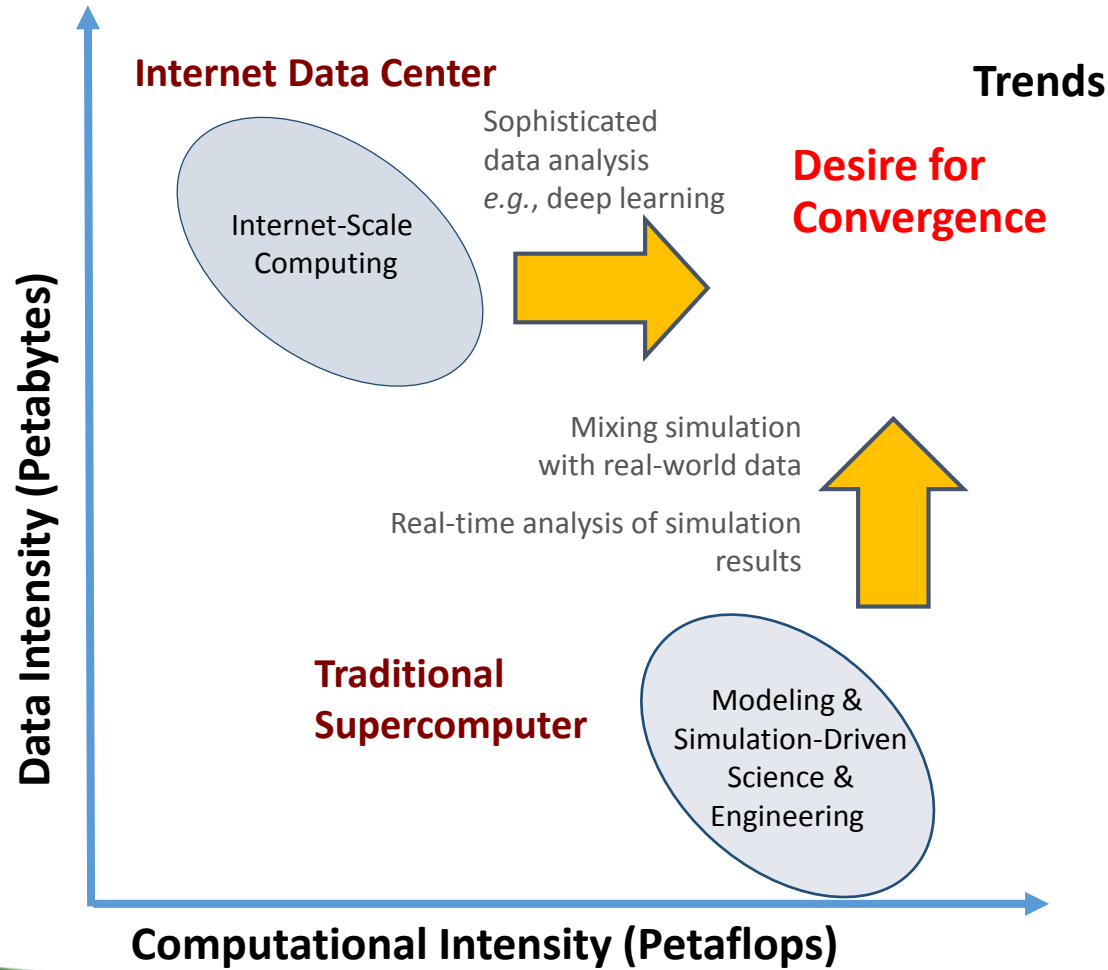 Internet Data Center
Trends
Sophisticated
data analysis
e.g., deep learning
Desire for
Convergence
Internet-Scale
Computing
Data Intensity (Petabytes)
Mixing simulation
with real-world data
Real-time analysis of simulation
results
Traditional
Supercomputer
Modeling &
Simulation-Driven
Science &
Engineering
Computational Intensity (Petaflops)